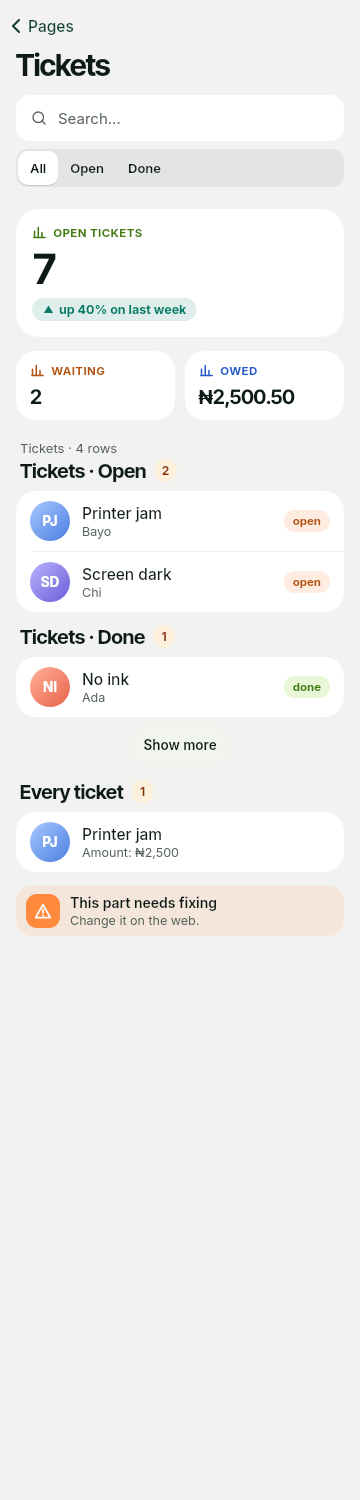 Pages
Tickets
Search...
All Open Done
OPEN TICKETS
7
▲ up 40% on last week
WAITING
2
OWED
₦2,500.50
Tickets · 4 rows
Tickets · Open 2
PJ
Printer jam
Bayo
open
SD
Screen dark
Chi
open
Tickets · Done 1
NI
No ink
Ada
done
Show more
Every ticket 1
PJ
Printer jam
Amount: ₦2,500
This part needs fixing
Change it on the web.